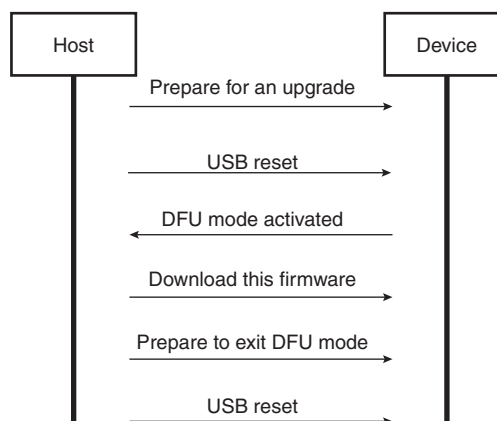 Host
Device
Prepare for an upgrade
USB reset
DFU mode activated
Download this firmware
Prepare to exit DFU mode
USB reset